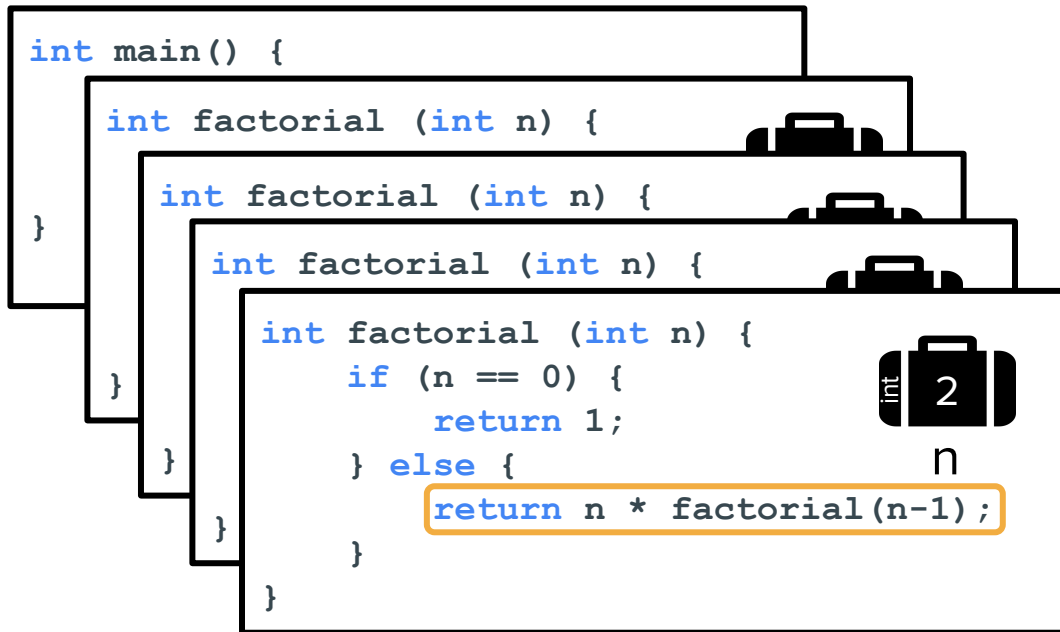 int main() {
}
int factorial (int n) {
}
int factorial (int n) {
}
int factorial (int n) {
}
int factorial (int n) {
if (n == 0) {
return 1;
} else {
return n * factorial(n-1);
}
}
int
2
n